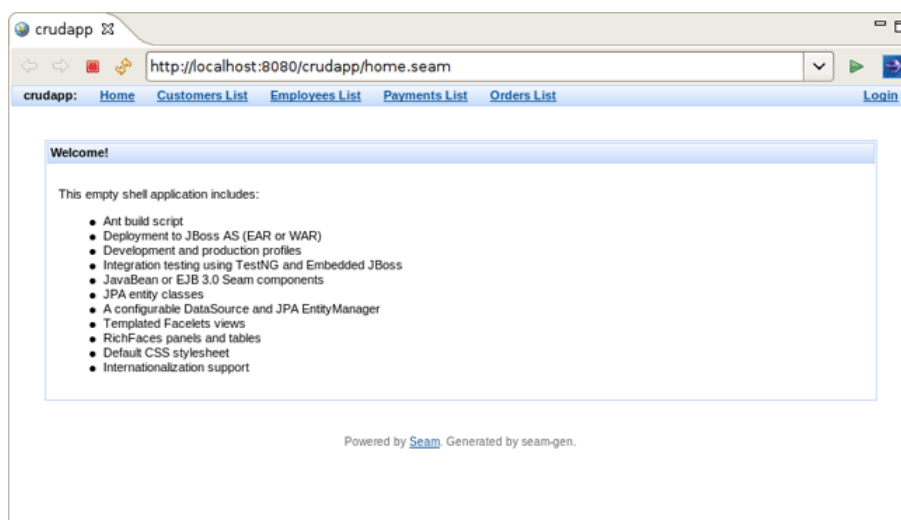 crudapp
http://localhost:8080/crudapp/home.seam
crudapp: Home Customers List Employees List Payments List Orders List Login
Welcome!
This empty shell application includes:
Ant build script
Deployment to JBoss AS (EAR or WAR)
Development and production profiles
Integration testing using TestNG and Embedded JBoss
JavaBean or EJB 3.0 Seam components
JPA entity classes
A configurable DataSource and JPA EntityManager
Templated Facelets views
RichFaces panels and tables
Default CSS stylesheet
Internationalization support
Powered by Seam. Generated by seam-gen.